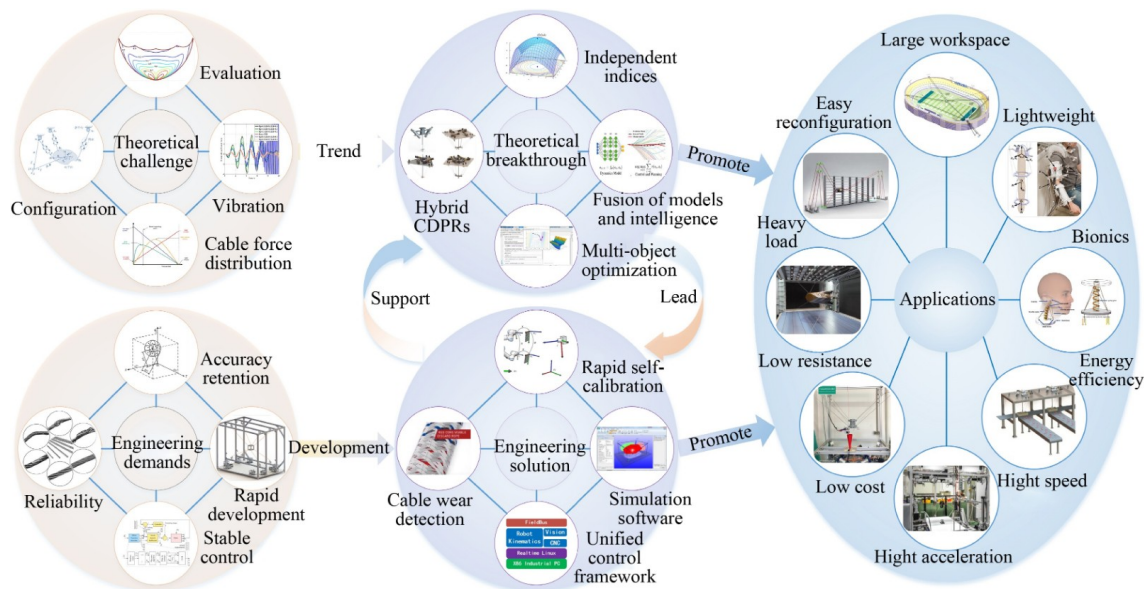 Evaluation
Theoretical
challenge
Configuration
Vibration
Cable force
distribution
Trend
Independent
indices
Theoretical
breakthrough
Hybrid
CDPRs
Fusion of models
and intelligence
Multi-object
optimization
Promote
Support
Lead
Accuracy
retention
Engineering
demands
Reliability
Rapid
development
Stable
control
Development
Rapid self-
calibration
Engineering
solution
Cable wear
detection
Simulation
software
Unified
control
framework
FieldBus
Robot
Kinematics
Vision
CNC
Realtime Linux
X86 Industrial PC
Promote
Large workspace
Easy
reconfiguration
Lightweight
Heavy
load
Bionics
Applications
Low resistance
Energy
efficiency
Low cost
Hight speed
Hight acceleration